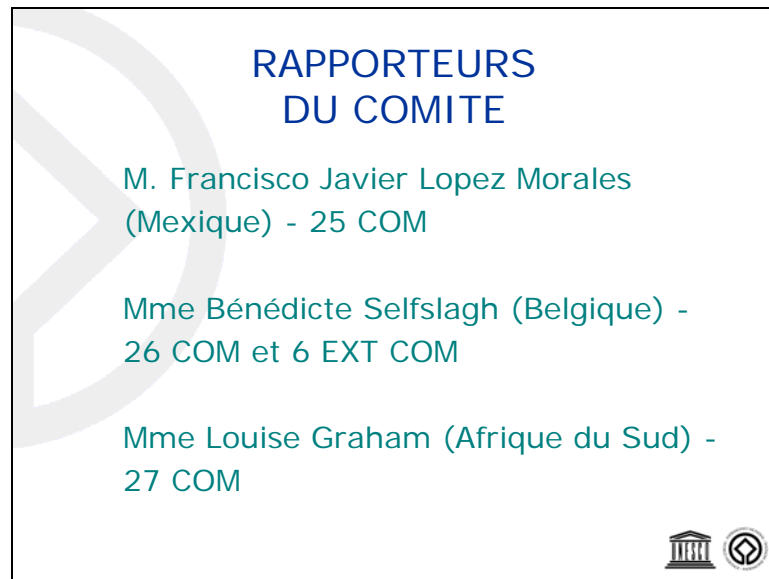 RAPPORTEURS
DU COMITE
M. Francisco Javier Lopez Morales
(Mexique) - 25 COM
Mme Bénédicte Selfslagh (Belgique) -
26 COM et 6 EXT COM
Mme Louise Graham (Afrique du Sud) -
27 COM
UNESCO